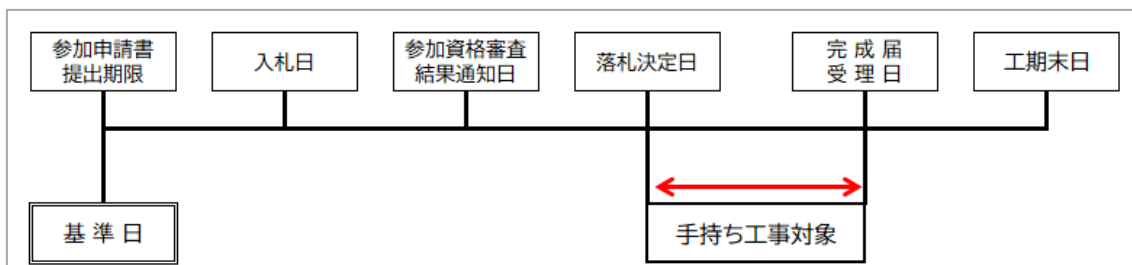 参加申請書
提出期限
入札日
参加資格審査
結果通知日
落札決定日
完成届
受理日
工期末日
基準日
手持ち工事対象